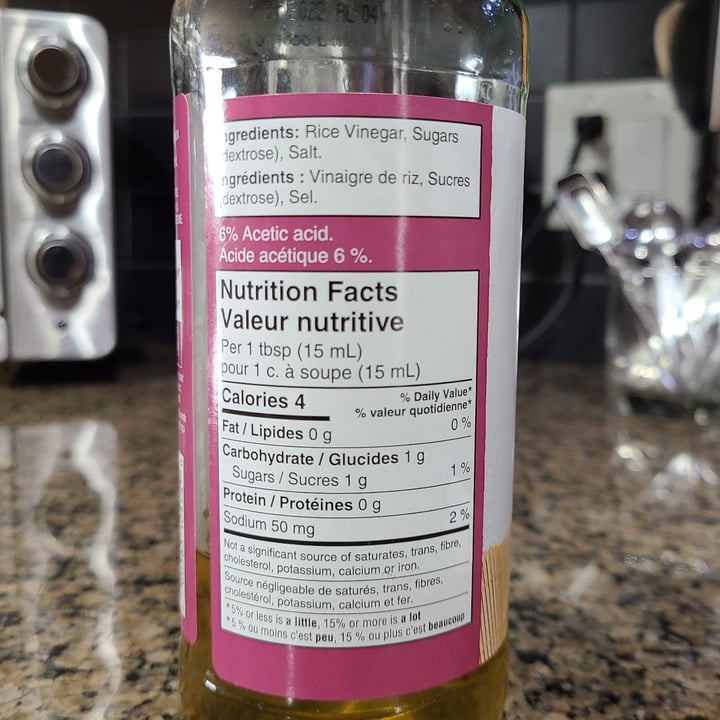 ngredients: Rice Vinegar, Sugars
dextrose), Salt.
ngrédients : Vinaigre de riz, Sucres
dextrose), Sel.
6% Acetic acid.
Acide acétique 6 %.
Nutrition Facts
Valeur nutritive
Per 1 tbsp (15 mL)
pour 1 c. à soupe (15 mL)
Calories 4
% Daily Value*
% valeur quotidienne*
Fat / Lipides 0 g 0 %
Carbohydrate / Glucides 1 g
Sugars / Sucres 1 g 1 %
Protein / Protéines 0 g
Sodium 50 mg 2 %
Not a significant source of saturates, trans, fibre,
cholesterol, potassium, calcium or iron.
Source négligeable de saturés, trans, fibres,
cholestérol, potassium, calcium et fer.
*5% or less is a little, 15% or more is a lot
*5 % ou moins c'est peu, 15 % ou plus c'est beaucoup